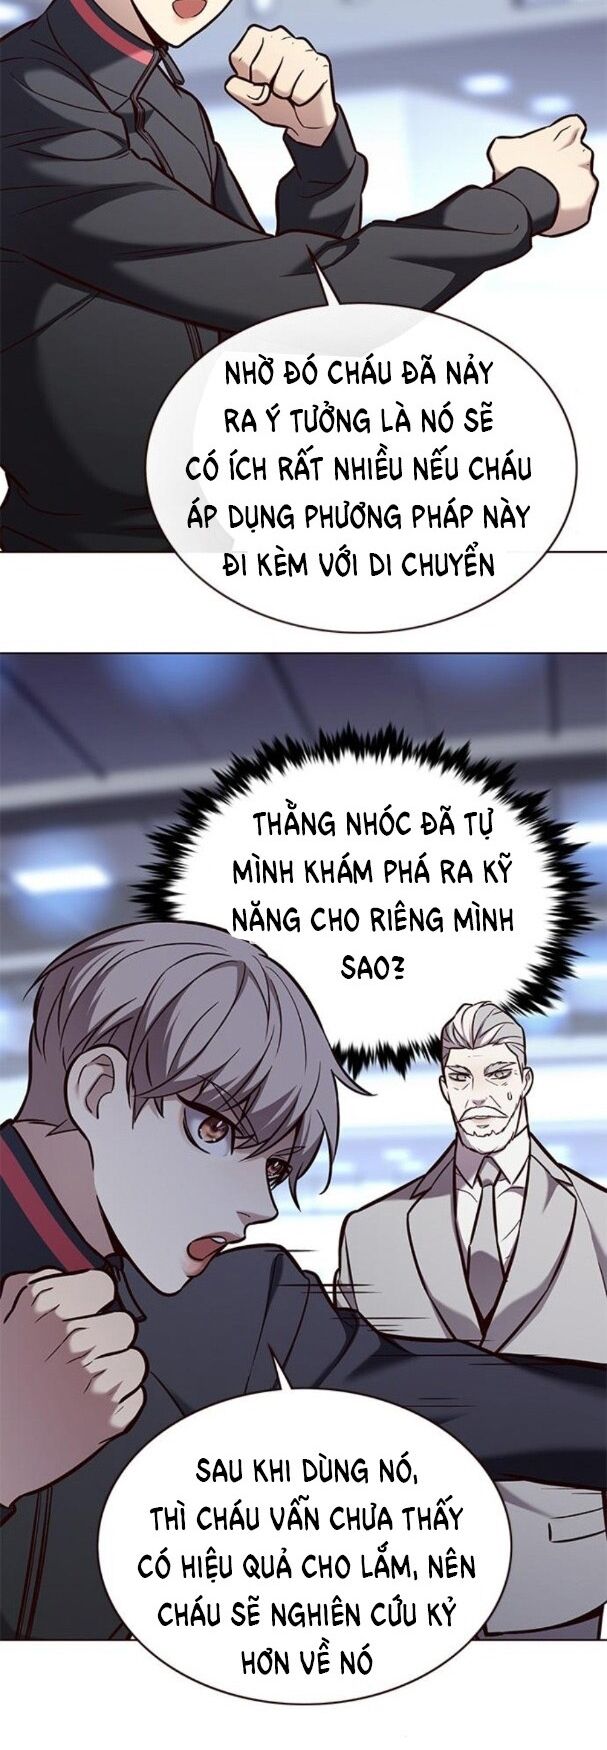 NHỜ ĐÓ CHÁU ĐÃ NẢY
RA Ý TƯỞNG LÀ NÓ SẼ
CÓ ÍCH RẤT NHIỀU NẾU CHÁU
ÁP DỤNG PHƯƠNG PHÁP NÀY
ĐI KÈM VỚI DI CHUYỂN
THẰNG NHÓC ĐÃ TỰ
MÌNH KHÁM PHÁ RA KỸ
NĂNG CHO RIÊNG MÌNH
SAO?
SAU KHI DÙNG NÓ,
THÌ CHÁU VẪN CHƯA THẤY
CÓ HIỆU QUẢ CHO LẮM, NÊN
CHÁU SẼ NGHIÊN CỨU KỶ
HƠN VỀ NÓ